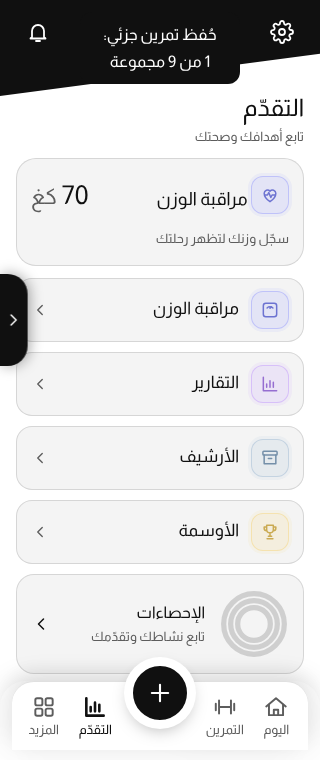 حُفظ تمرين جزئي:
1 من 9 مجموعة
التقدّم
تابع أهدافك وصحتك
مراقبة الوزن
70 كغ
سجّل وزنك لتظهر رحلتك
مراقبة الوزن
التقارير
الأرشيف
الأوسمة
الإحصاءات
تابع نشاطك وتقدّمك
اليوم
التمرين
التقدّم
المزيد